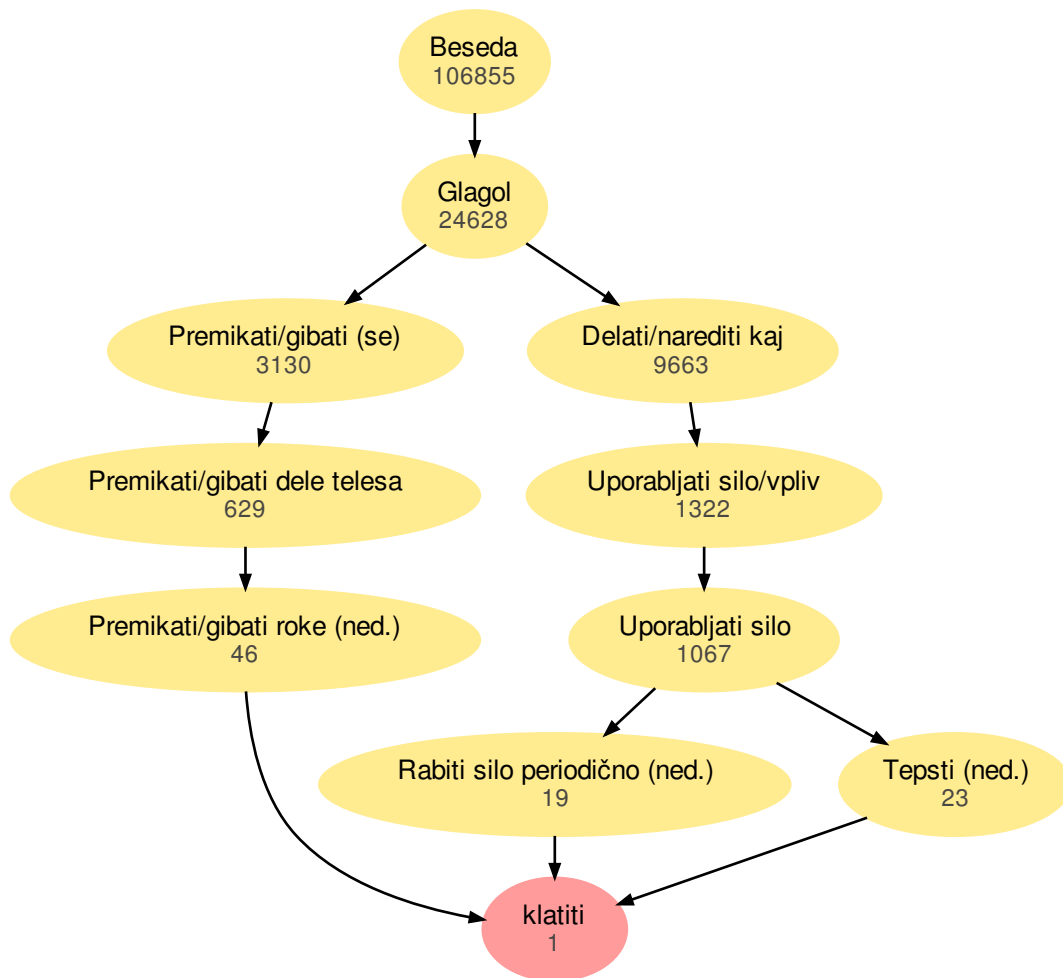 Beseda
106855
Glagol
24628
Premikati/gibati (se)
3130
Delati/narediti kaj
9663
Premikati/gibati dele telesa
629
Uporabljati silo/vpliv
1322
Premikati/gibati roke (ned.)
46
Uporabljati silo
1067
Rabiti silo periodično (ned.)
19
Tepsti (ned.)
23
klatiti
1